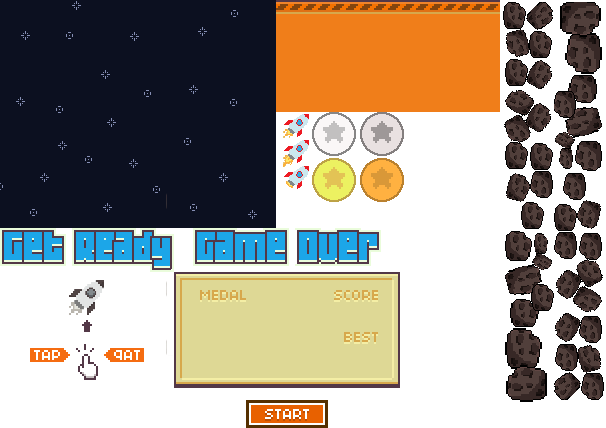 Get Ready
Game Over
MEDAL
SCORE
BEST
TAP
TAP
START